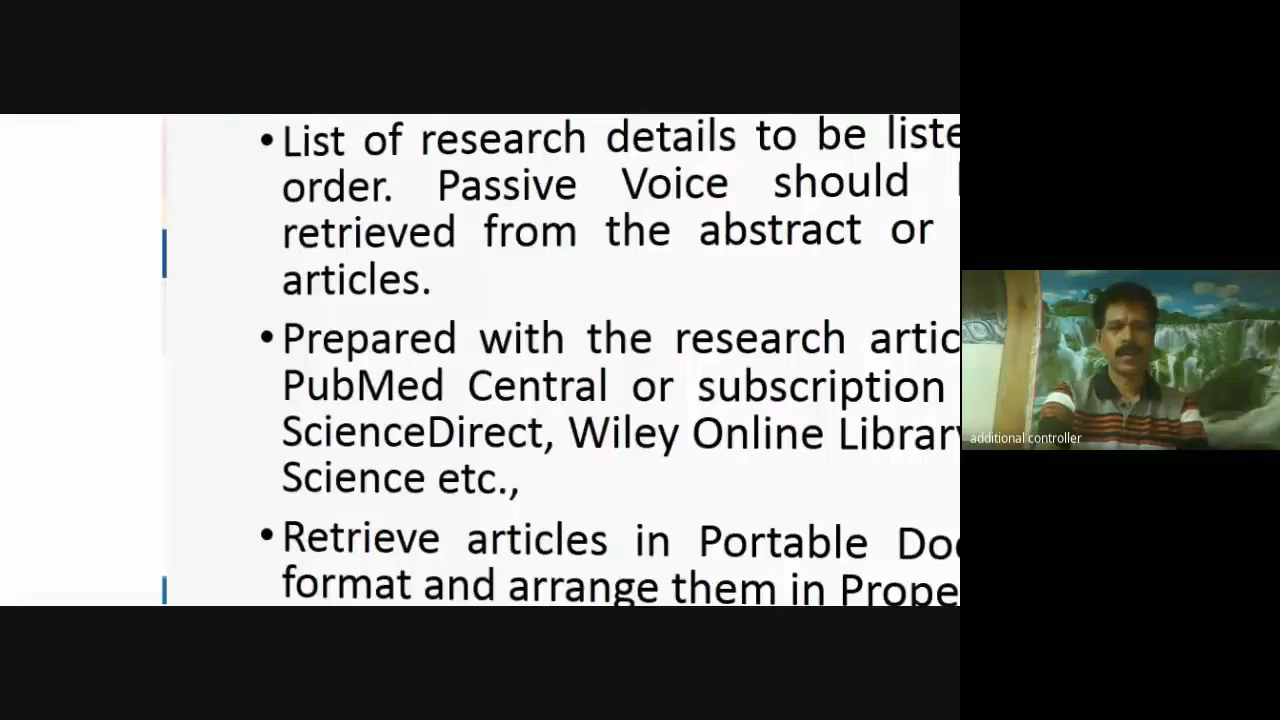 • List of research details to be liste
order. Passive Voice should
retrieved from the abstract or
articles.
• Prepared with the research artic
PubMed Central or subscription
ScienceDirect, Wiley Online Library
Science etc.,
• Retrieve articles in Portable Doc
format and arrange them in Prope
additional controller